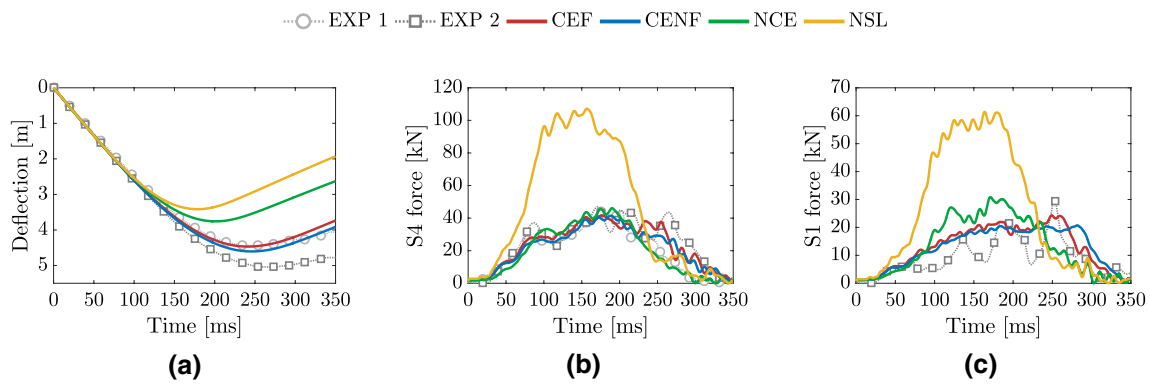 EXP 1 EXP 2 CEF CENF NCE NSL
Deflection [m]
0
1
2
3
4
5
0 50 100 150 200 250 300 350
Time [ms]
(a)
S4 force [kN]
120
100
80
60
40
20
0
0 50 100 150 200 250 300 350
Time [ms]
(b)
S1 force [kN]
70
60
50
40
30
20
10
0
0 50 100 150 200 250 300 350
Time [ms]
(c)